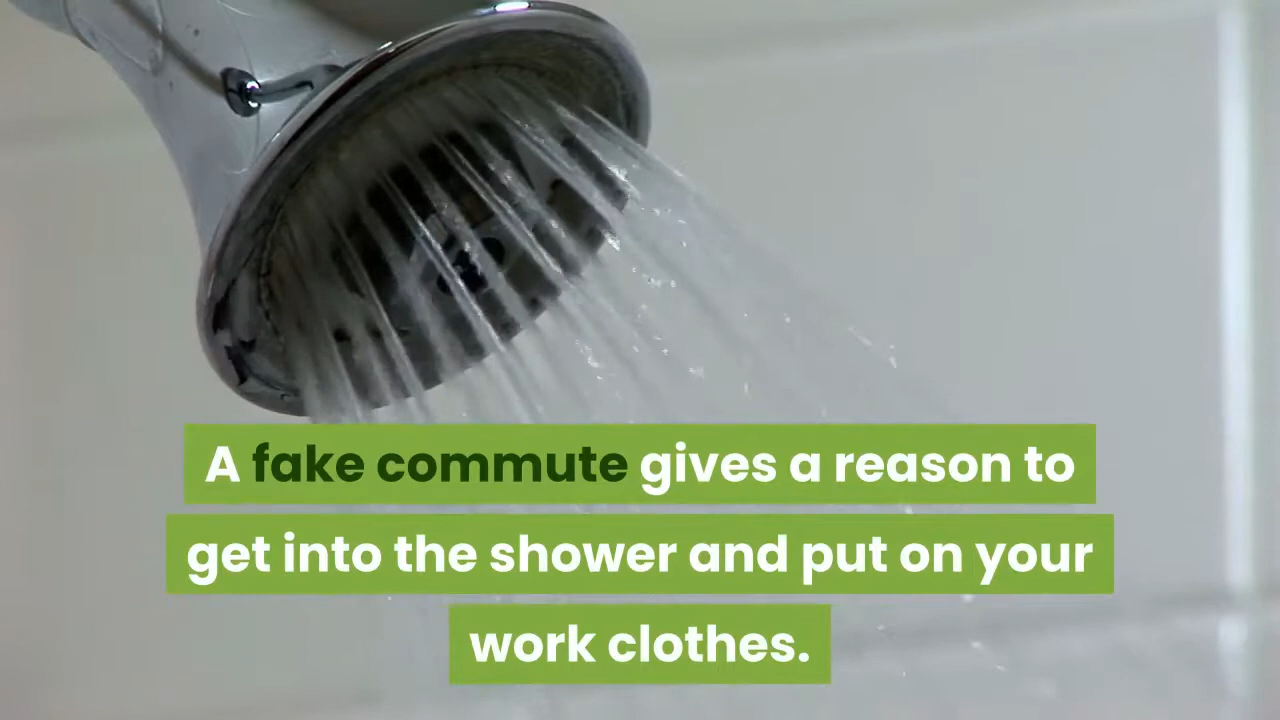 A fake commute gives a reason to
get into the shower and put on your
work clothes.